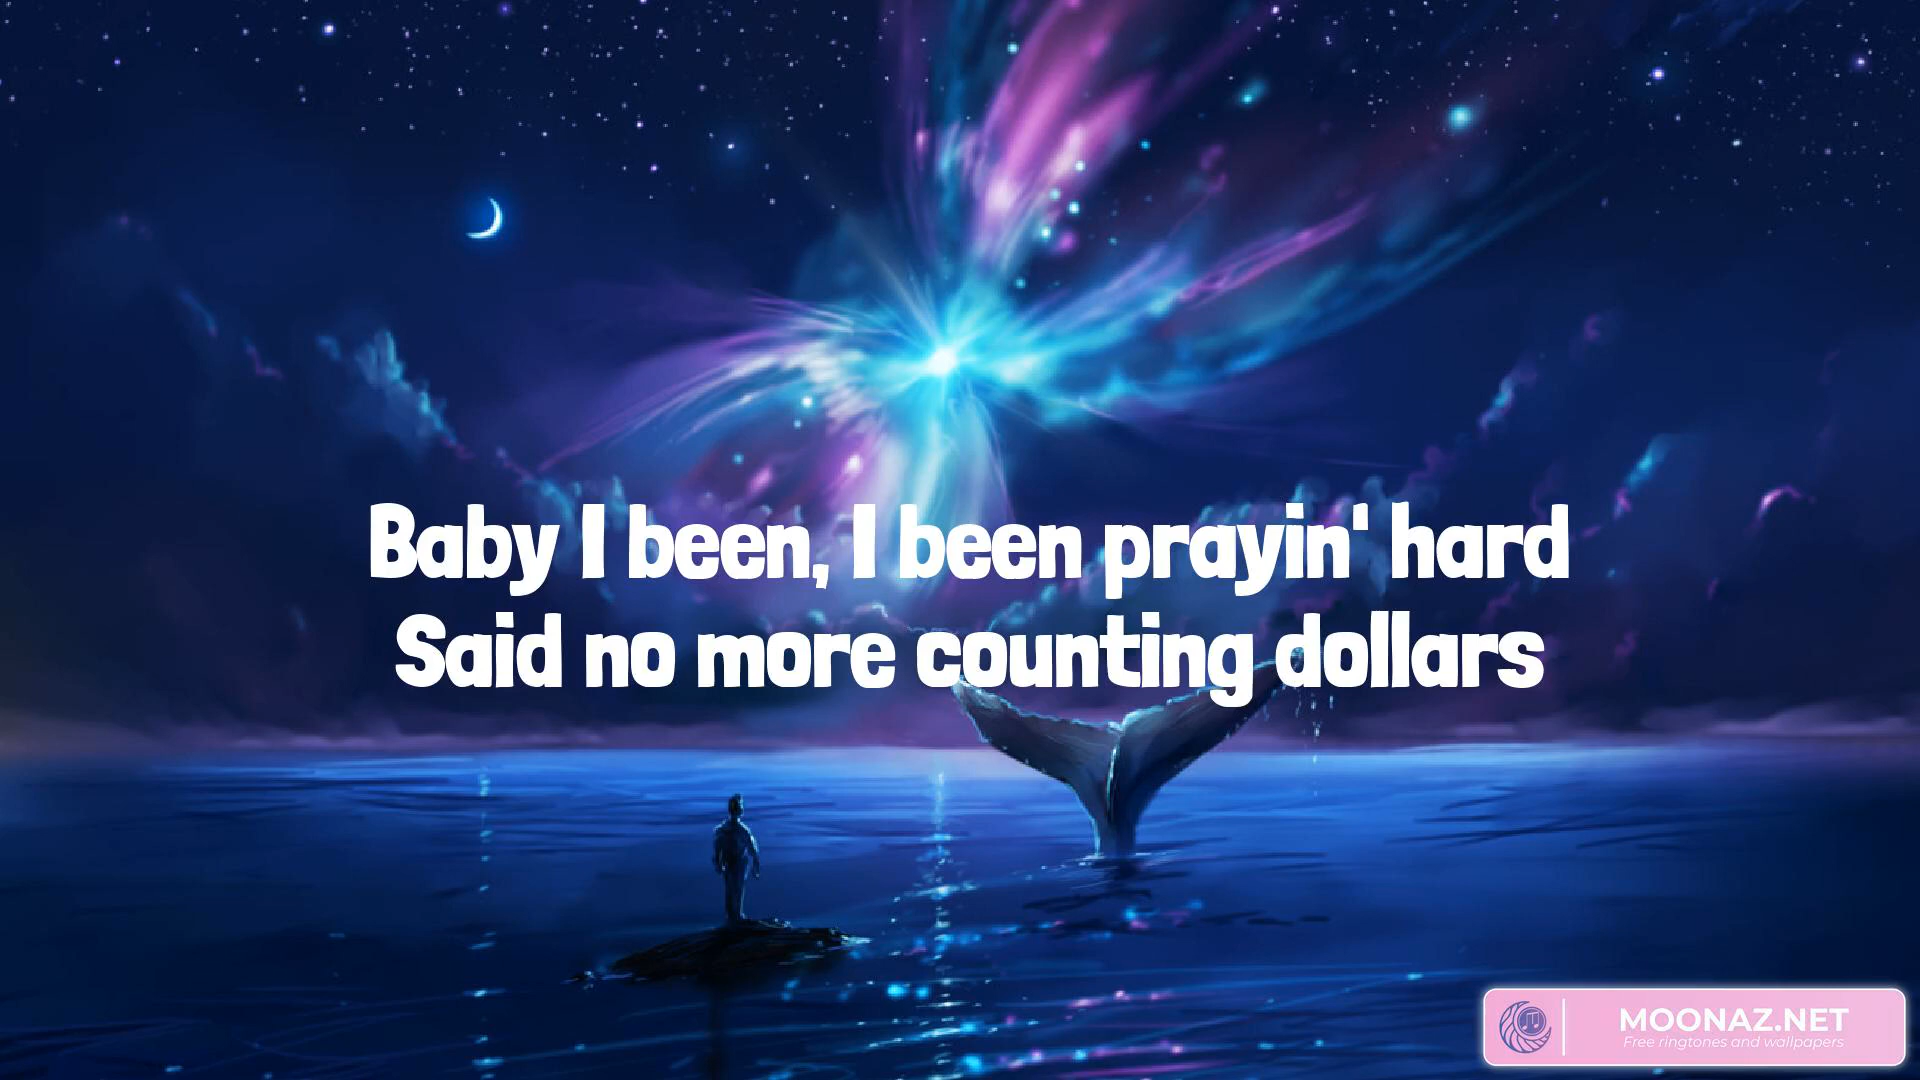 Baby I been, I been prayin' hard
Said no more counting dollars
MOONAZ.NET
Free ringtones and wallpapers